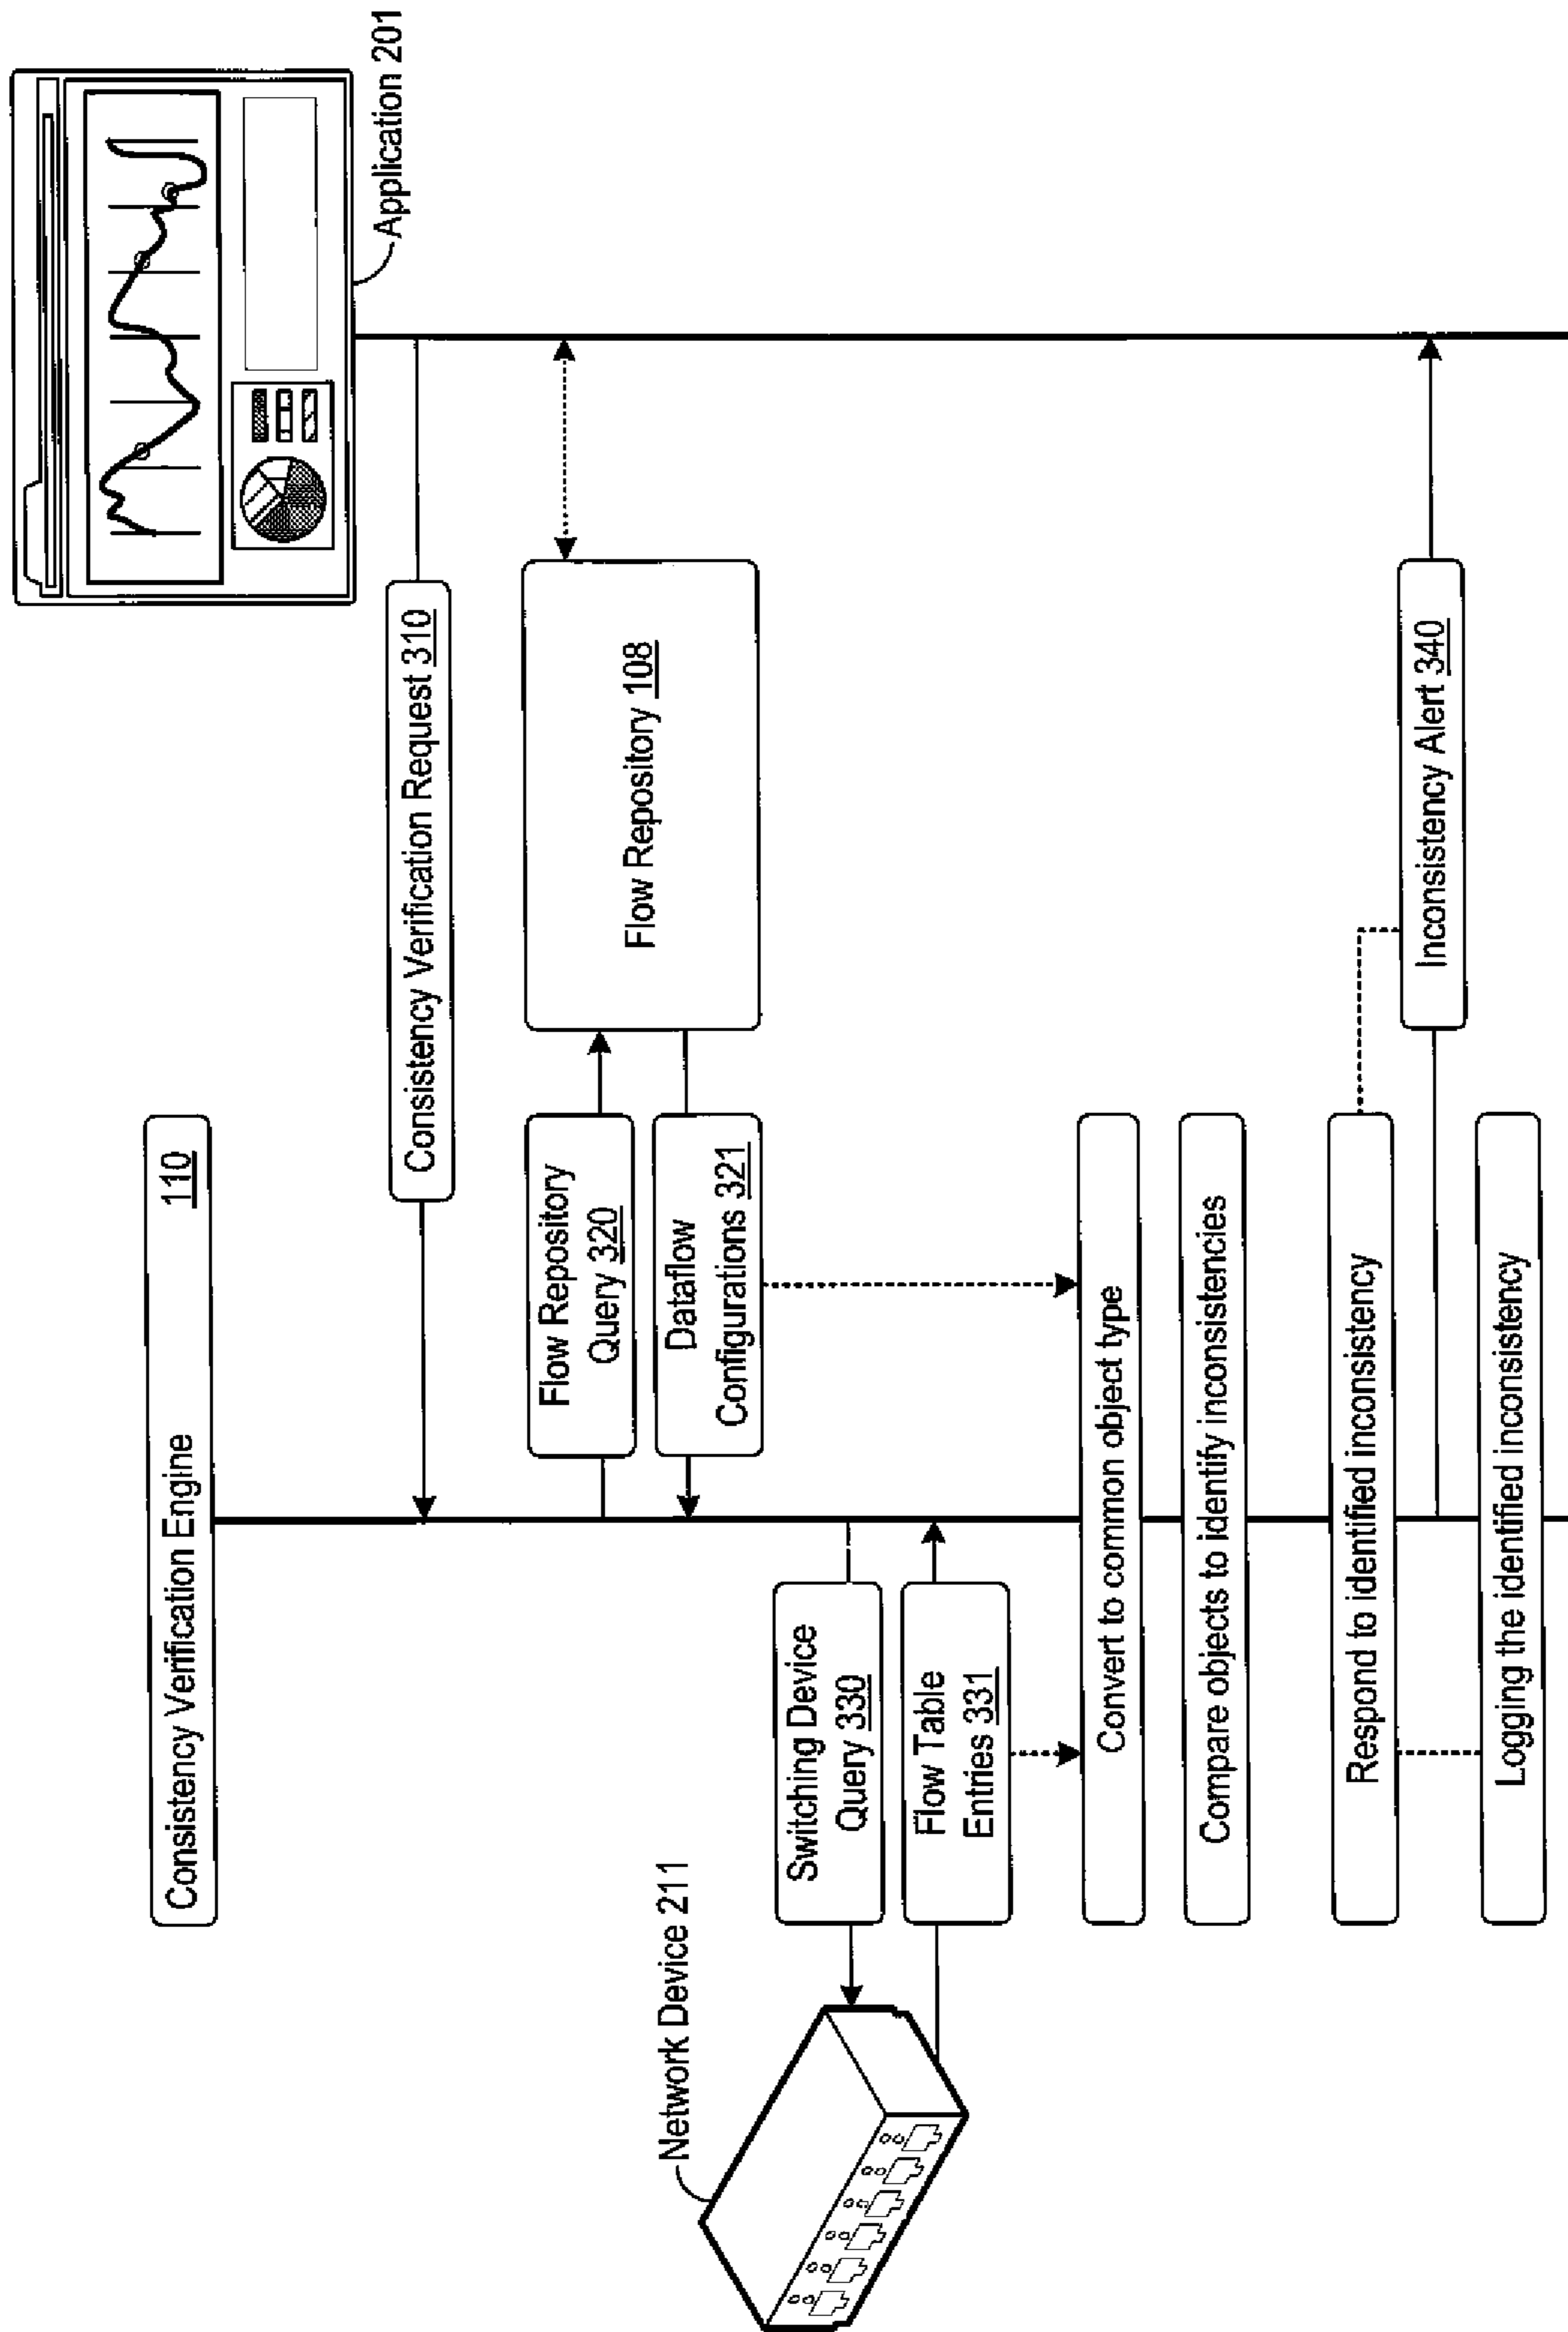 Application 201
Consistency Verification Engine 110
Consistency Verification Request 310
Flow Repository
Query 320
Flow Repository 108
Dataflow
Configurations 321
Network Device 211
Switching Device
Query 330
Flow Table
Entries 331
Convert to common object type
Compare objects to identify inconsistencies
Respond to identified inconsistency
Inconsistency Alert 340
Logging the identified inconsistency